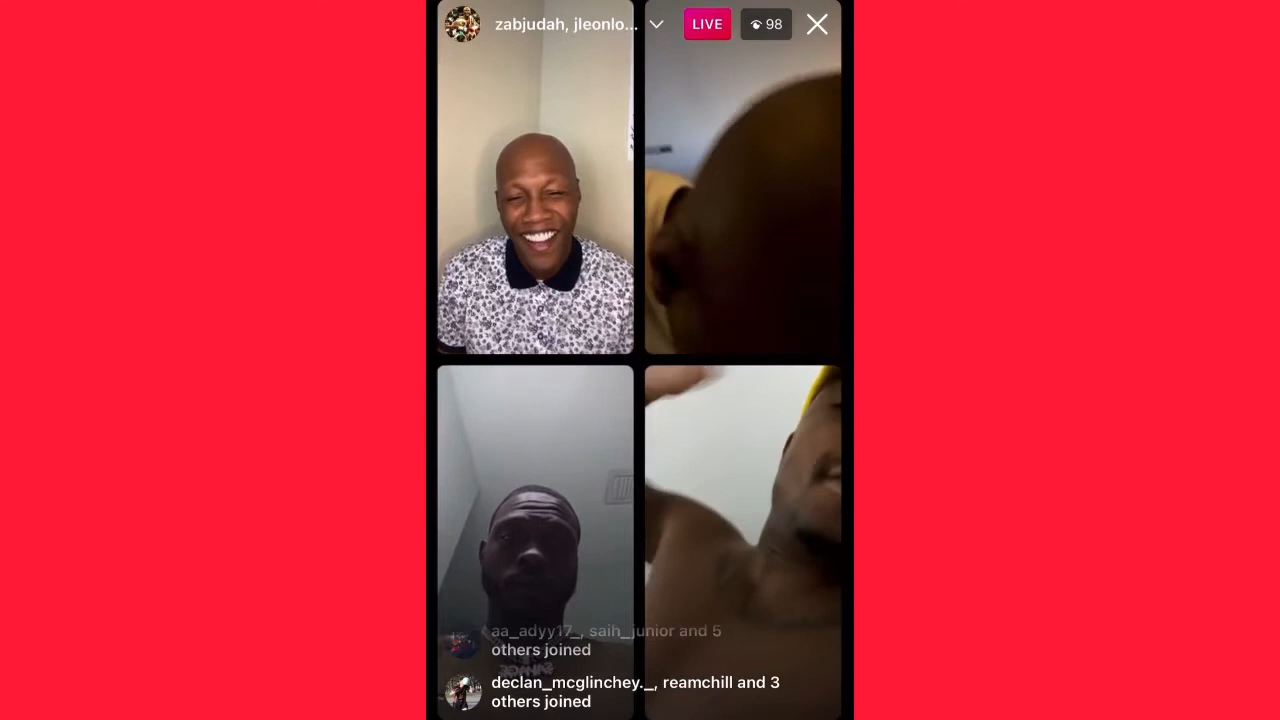 zabjudah, jleonlo...
LIVE
98
aa_adyy17_, saih_junior and 5
others joined
declan_mcglinchey._, reamchill and 3
others joined